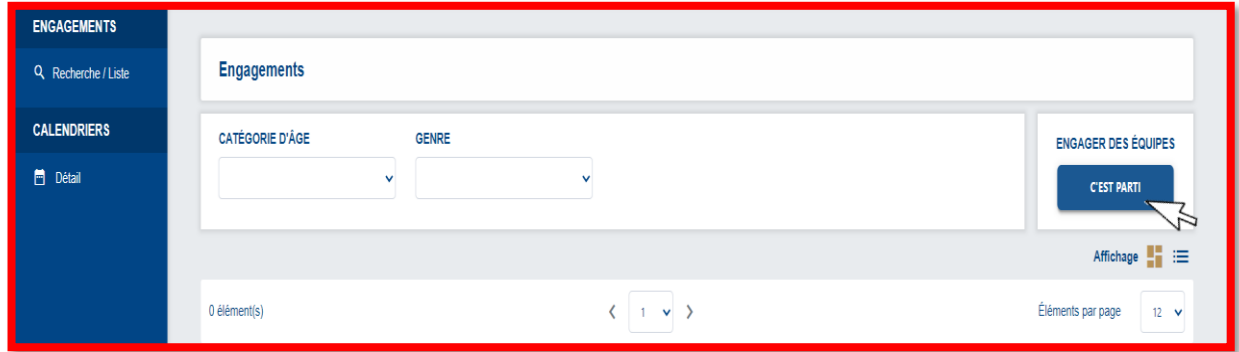 ENGAGEMENTS
Recherche / Liste
CALENDRIERS
Détail
Engagements
CATÉGORIE D'ÂGE
GENRE
ENGAGER DES ÉQUIPES
C'EST PARTI
Affichage
0 élément(s)
1
Éléments par page
12